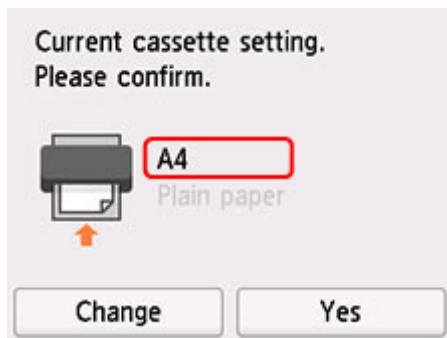 Current cassette setting.
Please confirm.
A4
Plain paper
Change
Yes